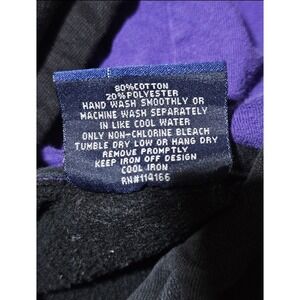 80%COTTON
20%POLYESTER
HAND WASH SMOOTHLY OR
MACHINE WASH SEPARATELY
IN LIKE COOL WATER
ONLY NON-CHLORINE BLEACH
TUMBLE DRY LOW OR HANG DRY
REMOVE PROMPTLY
KEEP IRON OFF DESIGN
COOL IRON
RN#114166